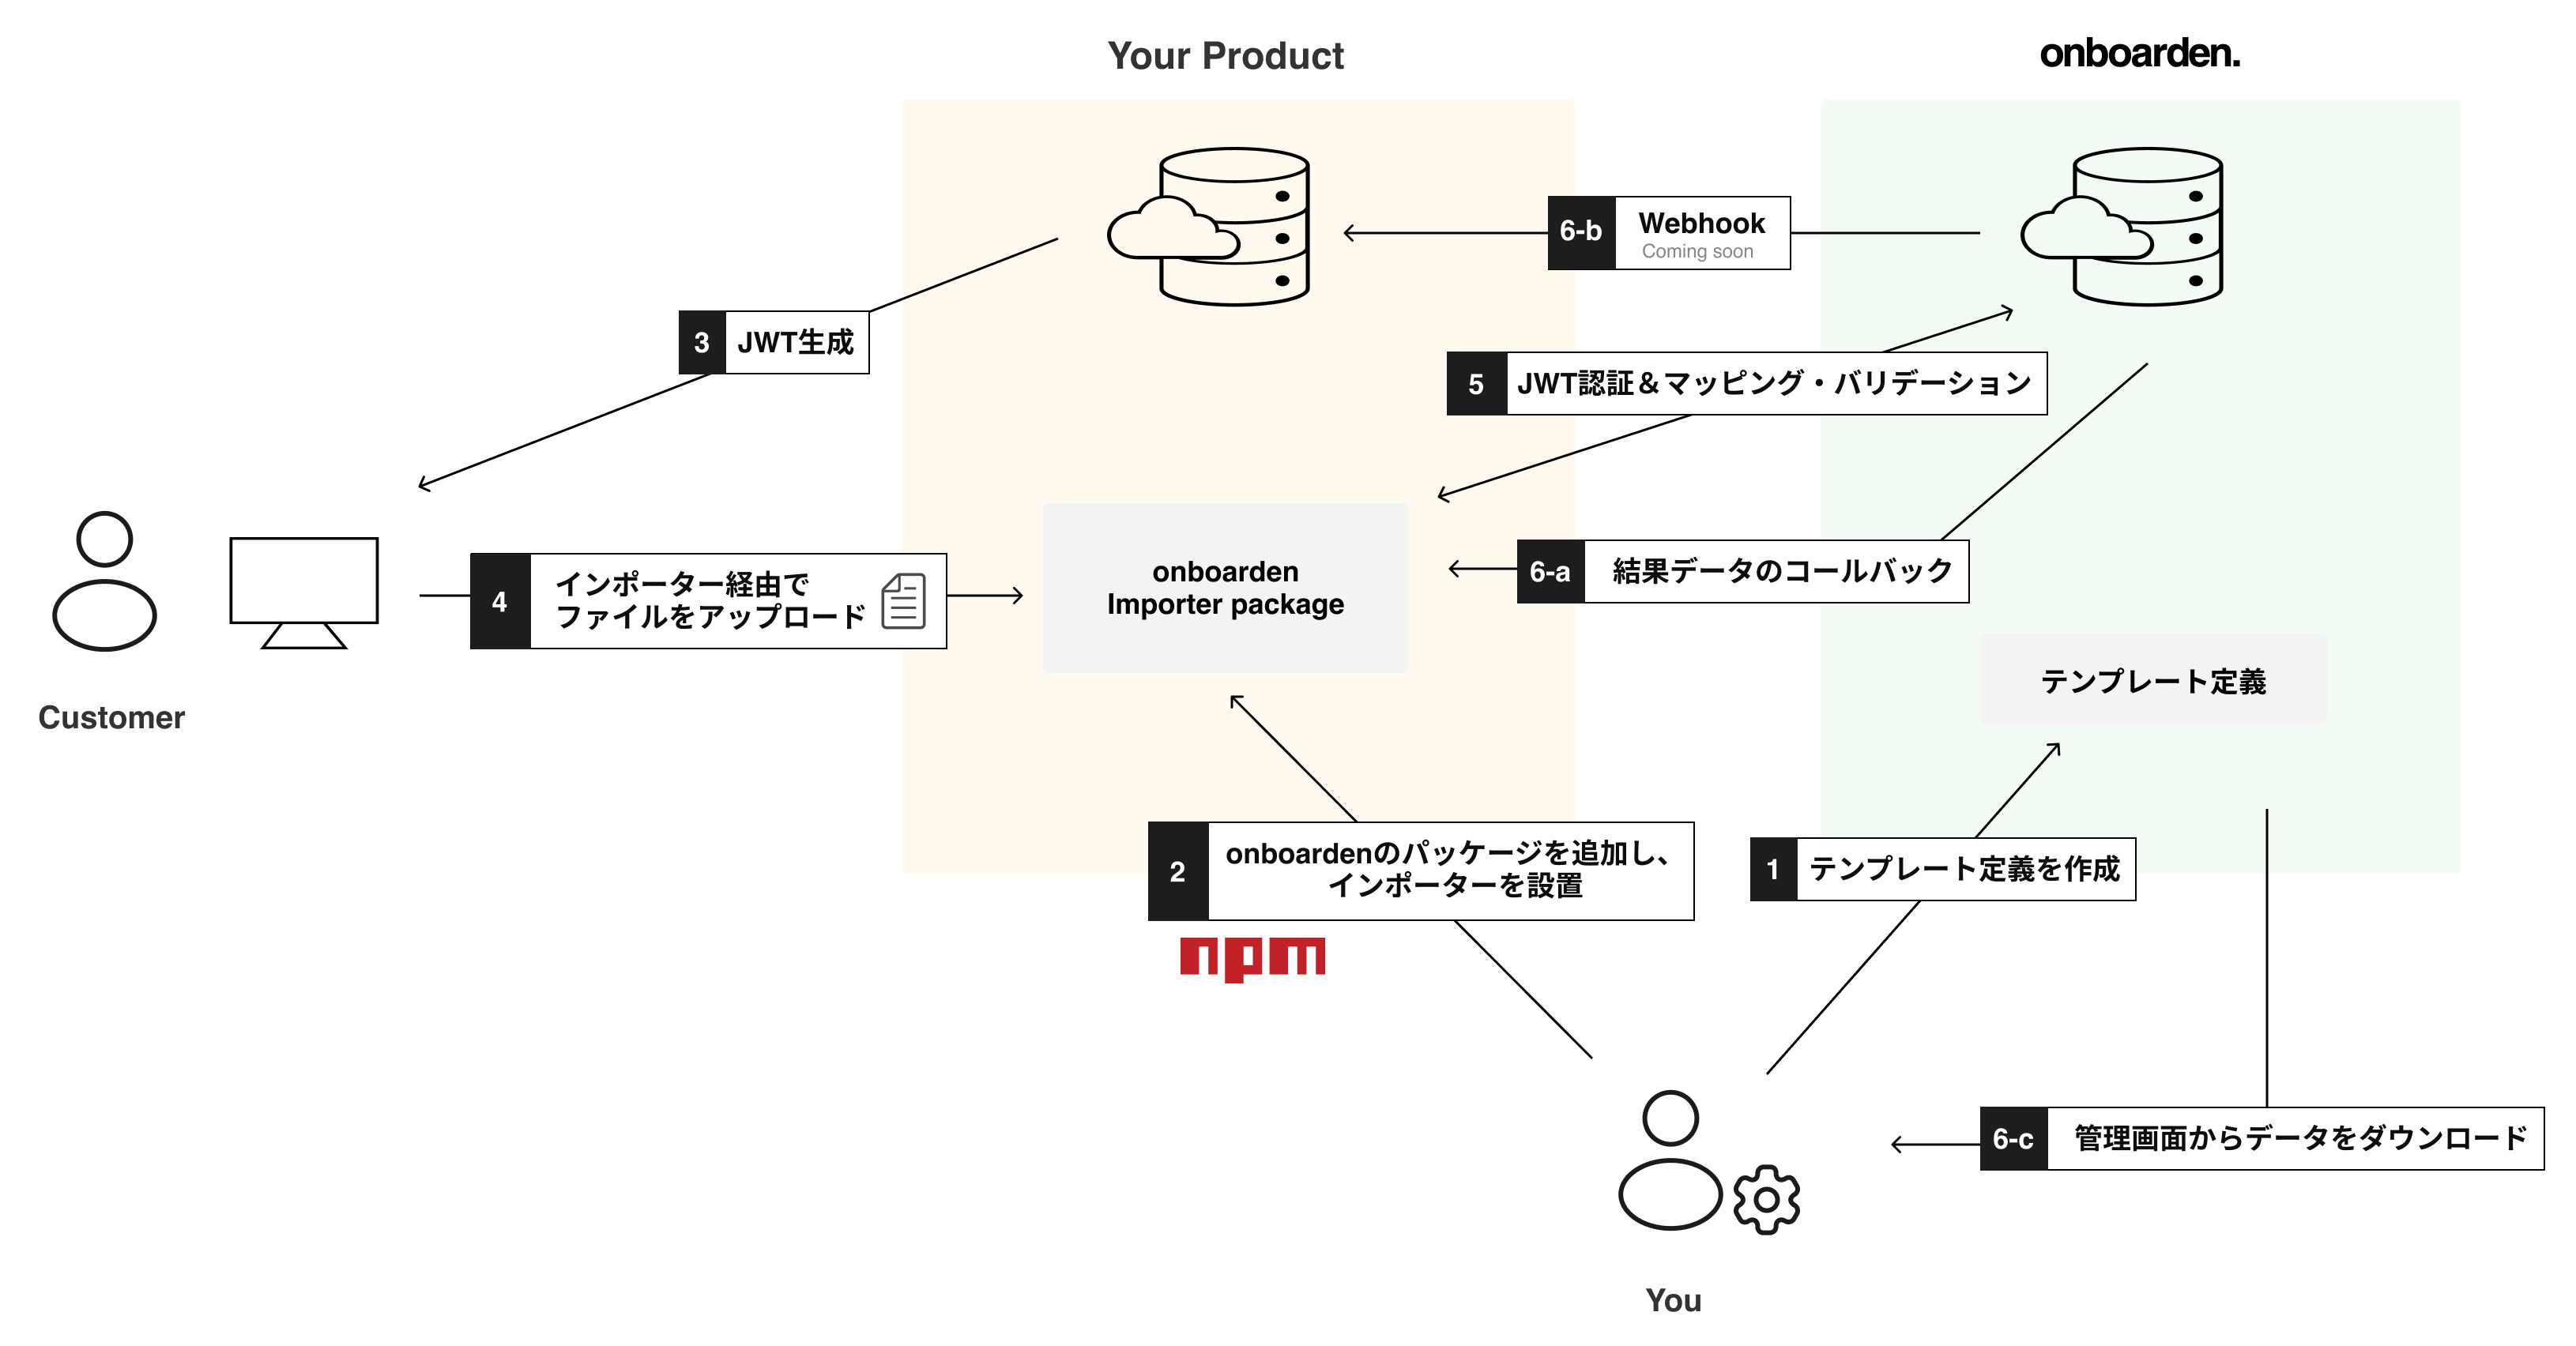 Your Product
onboarden.
6-b
Webhook
Coming soon
3
JWT生成
5
JWT認証＆マッピング・バリデーション
4
インポーター経由で
ファイルをアップロード
onboarden
Importer package
6-a
結果データのコールバック
テンプレート定義
Customer
2
onboardenのパッケージを追加し、
インポーターを設置
npm
1
テンプレート定義を作成
6-c
管理画面からデータをダウンロード
You